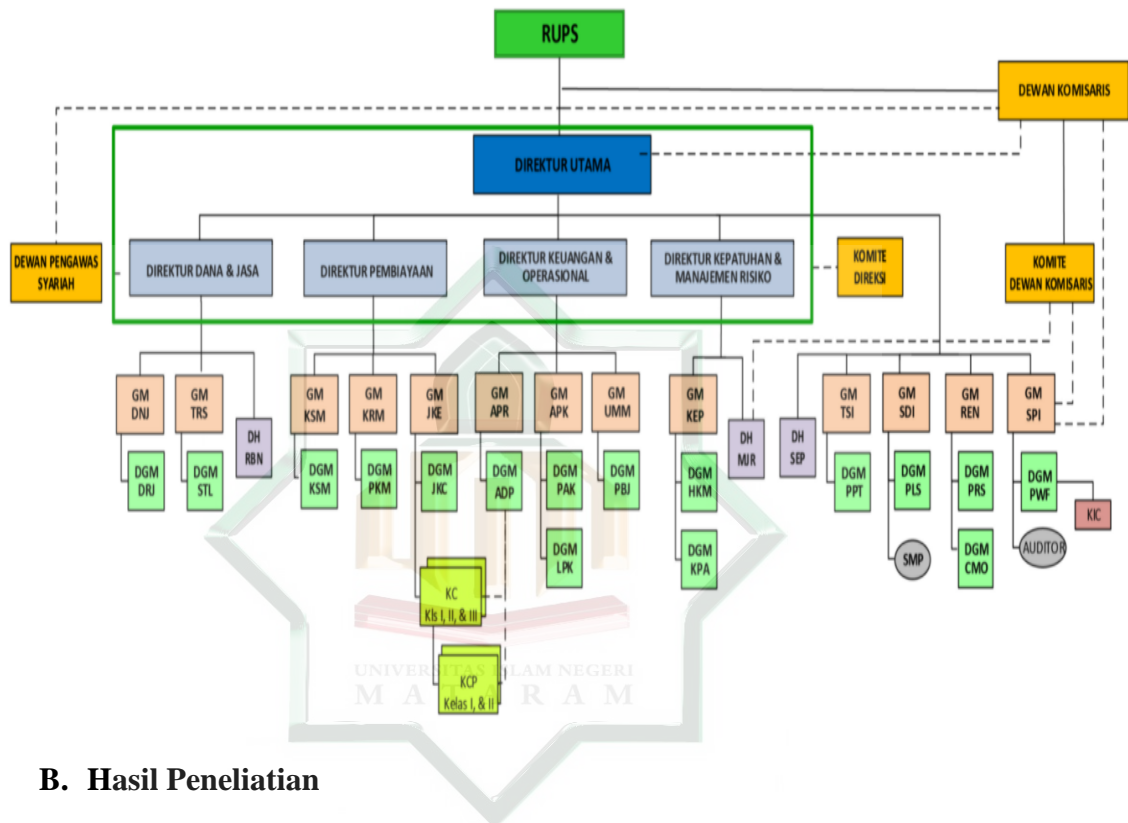 RUPS
DEWAN KOMISARIS
DIREKTUR UTAMA
DEWAN PENGAWAS
SYARIAH
DIREKTUR DANA & JASA
DIREKTUR PEMBIAYAAN
DIREKTUR KEUANGAN &
OPERASIONAL
DIREKTUR KEPATUHAN &
MANAJEMEN RISIKO
KOMITE
DIREKSI
KOMITE
DEWAN KOMISARIS
GM
DNJ
GM
TRS
DH
RBN
GM
KSM
GM
KRM
GM
JKE
GM
APR
GM
APK
GM
UMM
GM
KEP
DH
MJR
DH
SEP
GM
TSI
GM
SDI
GM
REN
GM
SPI
DGM
DRJ
DGM
STL
DGM
KSM
DGM
PKM
DGM
JKC
DGM
ADP
DGM
PAK
DGM
PBJ
DGM
HKM
DGM
PPT
DGM
PLS
DGM
PRS
DGM
PWF
KIC
DGM
LPK
DGM
KPA
SMP
DGM
CMO
AUDITOR
KC
Kls I, II, & III
KCP
Kelas I, & II
UNIVERSITAS ISLAM NEGERI
MATARAM
B. Hasil Peneliatian